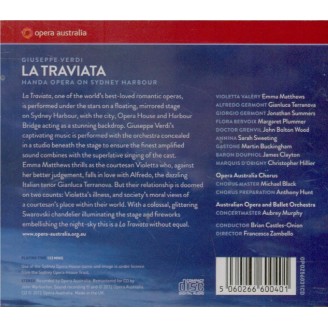 opera australia
GIUSEPPE VERDI
LA TRAVIATA
HANDA OPERA ON SYDNEY HARBOUR
La Traviata, one of the world's best-loved romantic operas,
is performed under the stars on a floating, mirrored stage
on Sydney Harbour, with the city, Opera House and Harbour
Bridge acting as a stunning backdrop. Giuseppe Verdi's
captivating music is performed with the orchestra concealed
in a studio beneath the stage to ensure the finest amplified
sound combines with the superlative singing of the cast.
Emma Matthews thrills as the courtesan Violetta who, against
her better judgement, falls in love with Alfredo, the dazzling
Italian tenor Gianluca Terranova. But their relationship is doomed
on two counts: Violetta's illness, and society's moral views of
a courtesan's place within it. With a colossal, glittering
Swarovski chandelier illuminating the stage and fireworks
embellishing the night-sky this is a La Traviata without equal.
www.opera-australia.org.au
VIOLETTA VALERY Emma Matthews
ALFREDO GERMONT Gianluca Terranova
GIORGIO GERMONT Jonathan Summers
FLORA BERVOIX Margaret Plummer
DOCTOR GRENVIL John Bolton Wood
ANNINA Sarah Sweeting
GASTONE Martin Buckingham
BARON DOUPHOL James Clayton
MARQUIS D'OBIGNY Christopher Hillier
Opera Australia Chorus
CHORUS MASTER Michael Black
CHORUS PREPARATION Anthony Hunt
Australian Opera and Ballet Orchestra
CONCERTMASTER Aubrey Murphy
CONDUCTOR Brian Castles-Onion
DIRECTOR Francesca Zambello
OPOZ56031CD
5 060266 600401